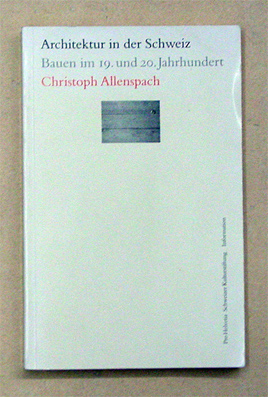 Architektur in der Schweiz
Bauen im 19. und 20. Jahrhundert
Christoph Allenspach
Pro Helvetia Schweizer Kulturstiftung Information